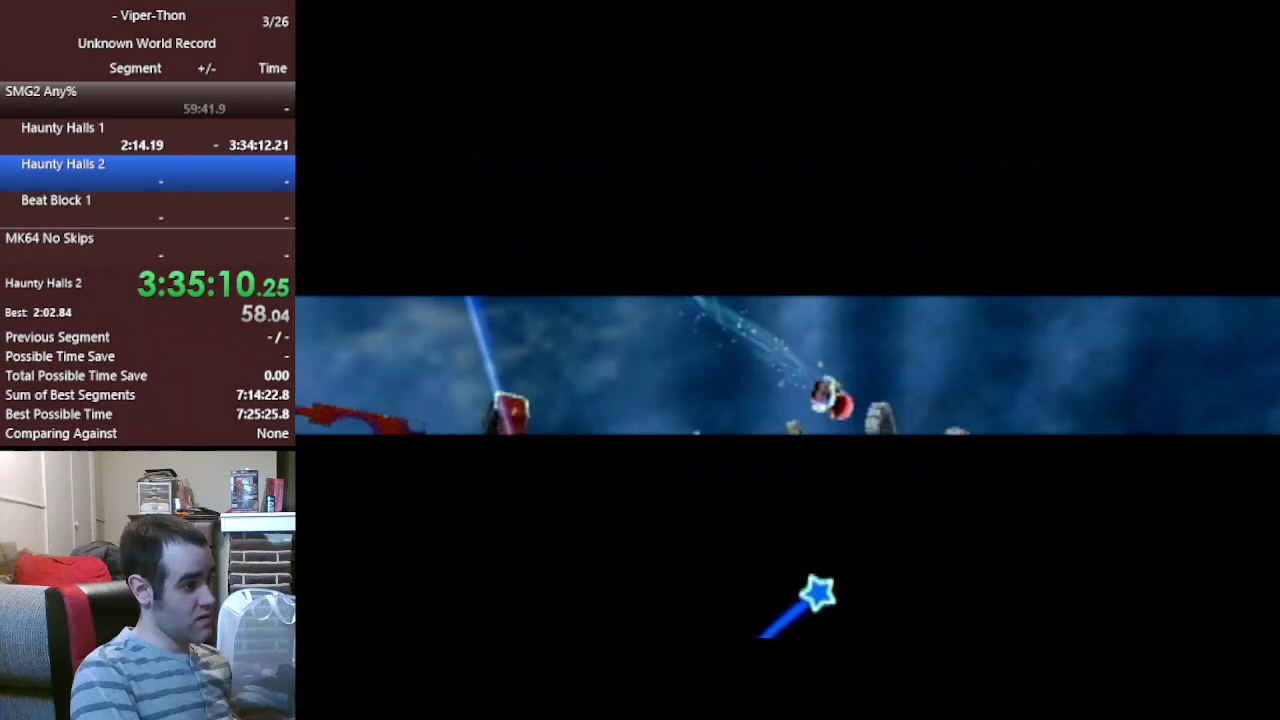 - Viper-Thon
3/26
Unknown World Record
Segment +/- Time
SMG2 Any%
59:41.9 -
Haunty Halls 1
2:14.19 - 3:34:12.21
Haunty Halls 2
- -
Beat Block 1
- -
MK64 No Skips
- -
Haunty Halls 2 3:35:10.25
Best: 2:02.84 58.04
Previous Segment - / -
Possible Time Save -
Total Possible Time Save 0.00
Sum of Best Segments 7:14:22.8
Best Possible Time 7:25:25.8
Comparing Against None